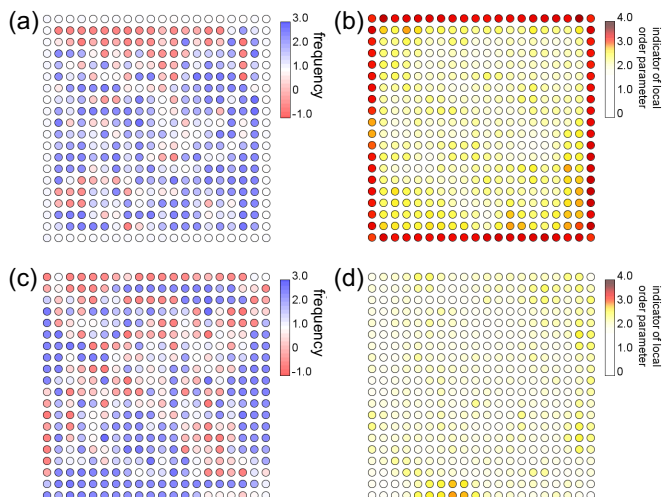 (a)
3.0
2.0
1.0
0
-1.0
frequency
(b)
4.0
3.0
2.0
1.0
0
indicator of local
order parameter
(c)
3.0
2.0
1.0
0
-1.0
frequency
(d)
4.0
3.0
2.0
1.0
0
indicator of local
order parameter